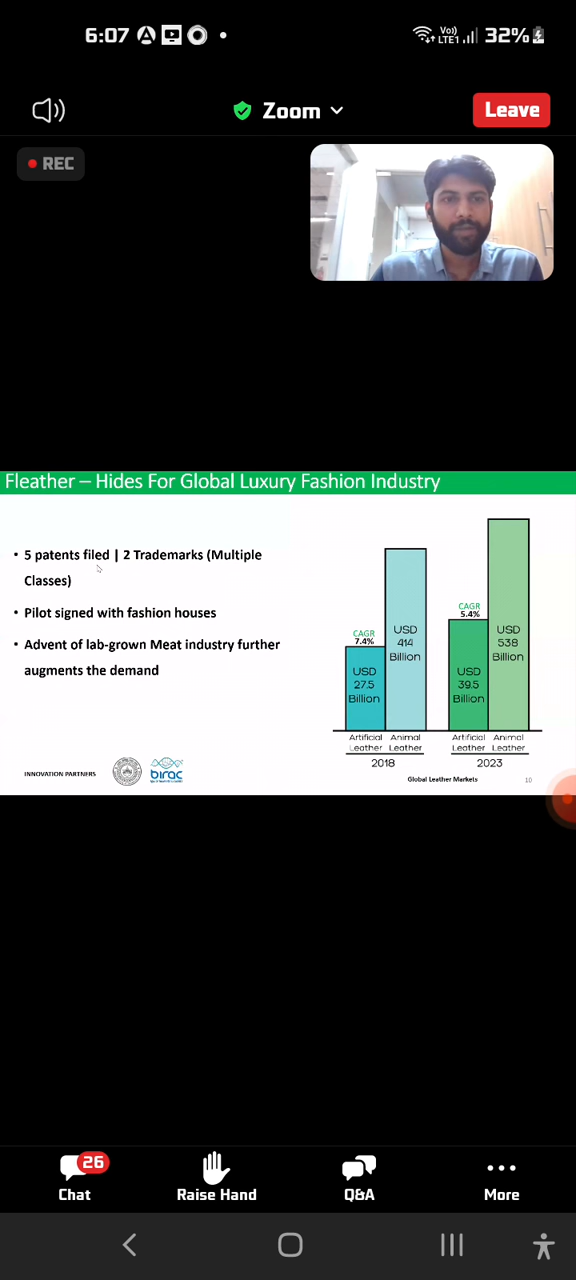 6:07
Vo)
LTE1
32%
Zoom
Leave
REC
Fleather – Hides For Global Luxury Fashion Industry
▪ 5 patents filed | 2 Trademarks (Multiple
Classes)
▪ Pilot signed with fashion houses
▪ Advent of lab-grown Meat industry further
augments the demand
CAGR
7.4%
USD
27.5
Billion
USD
414
Billion
CAGR
5.4%
USD
39.5
Billion
USD
538
Billion
Artificial Leather
Animal Leather
Artificial Leather
Animal Leather
2018
2023
Global Leather Markets
10
INNOVATION PARTNERS
birac
26
Chat
Raise Hand
Q&A
More